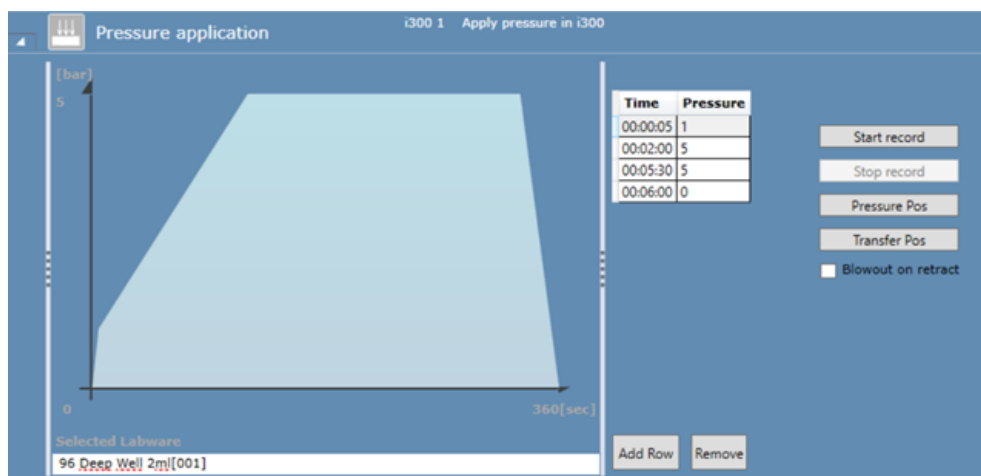 Pressure application
i300 1 Apply pressure in i300
[bar]
5
0
360[sec]
Selected Labware
96 Deep Well 2ml[001]
Time Pressure
00:00:05 1
00:02:00 5
00:05:30 5
00:06:00 0
Add Row Remove
Start record
Stop record
Pressure Pos
Transfer Pos
Blowout on retract